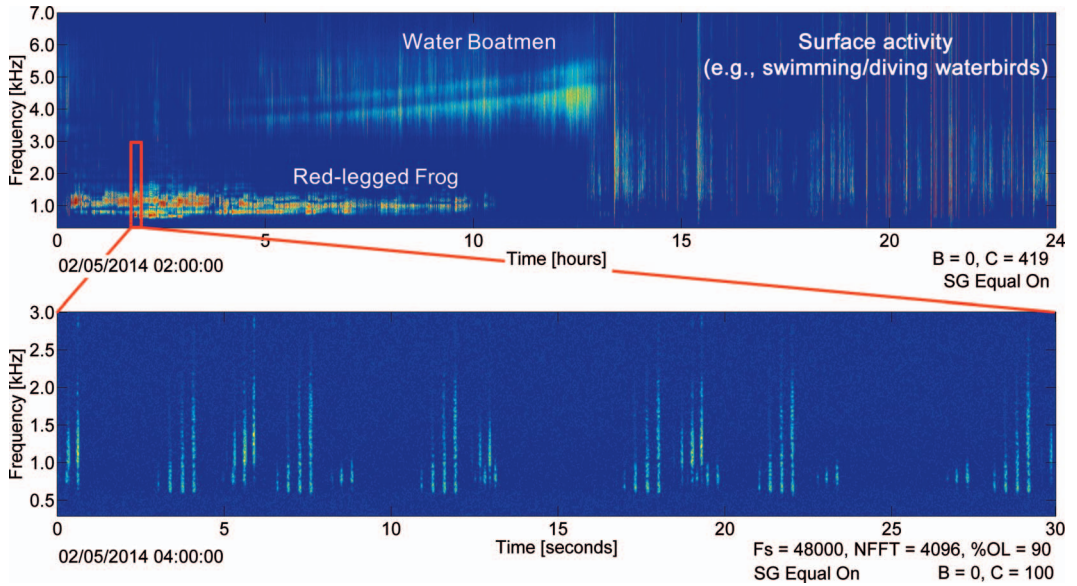 7.0
6.0
5.0
4.0
3.0
2.0
1.0
Frequency [kHz]
Water Boatmen
Surface activity
(e.g., swimming/diving waterbirds)
Red-legged Frog
0 5 10 15 20 24
Time [hours]
02/05/2014 02:00:00
B = 0, C = 419
SG Equal On
3.0
2.5
2.0
1.5
1.0
0.5
Frequency [kHz]
0 5 10 15 20 25 30
Time [seconds]
02/05/2014 04:00:00
Fs = 48000, NFFT = 4096, %OL = 90
SG Equal On B = 0, C = 100